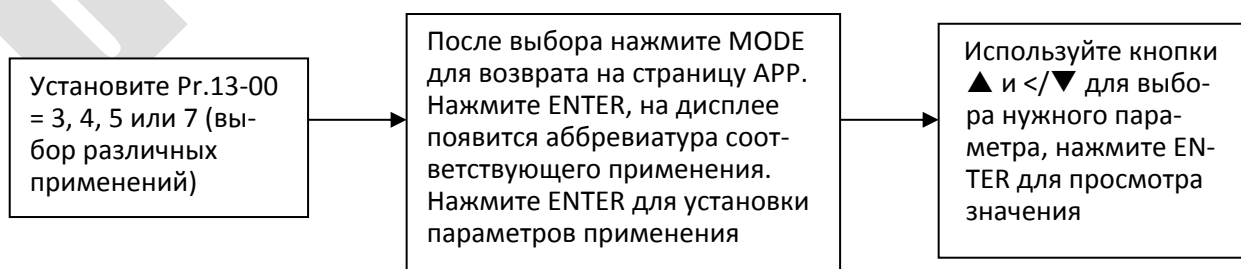 Установите Pr.13-00
= 3, 4, 5 или 7 (вы-
бор различных
применений)
После выбора нажмите MODE
для возврата на страницу APP.
Нажмите ENTER, на дисплее
появится аббревиатура соот-
ветствующего применения.
Нажмите ENTER для установки
параметров применения
Используйте кнопки
▲ и </▼ для выбо-
ра нужного пара-
метра, нажмите EN-
TER для просмотра
значения